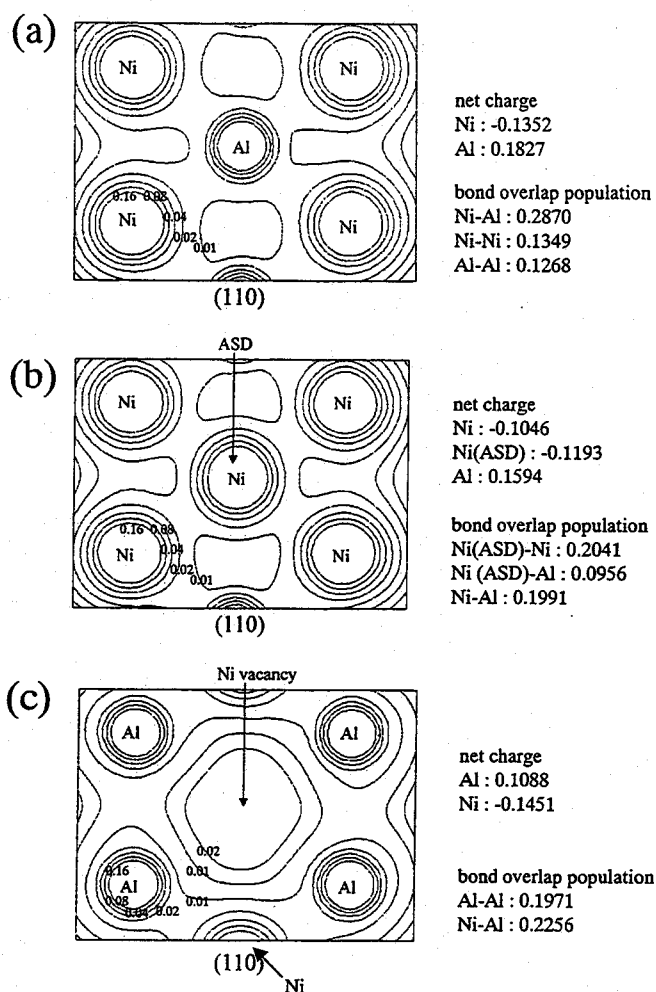 (a)
Ni
Ni
Al
0.16 0.08
Ni
0.04
0.02
0.01
Ni
(110)
net charge
Ni : -0.1352
Al : 0.1827
bond overlap population
Ni-Al : 0.2870
Ni-Ni : 0.1349
Al-Al : 0.1268
(b)
ASD
Ni
Ni
Ni
0.16 0.08
Ni
0.04
0.02
0.01
Ni
(110)
net charge
Ni : -0.1046
Ni(ASD) : -0.1193
Al : 0.1594
bond overlap population
Ni(ASD)-Ni : 0.2041
Ni (ASD)-Al : 0.0956
Ni-Al : 0.1991
(c)
Ni vacancy
Al
Al
0.02
0.01
0.16
Al
0.08
0.04
0.02
0.01
Al
(110)
Ni
net charge
Al : 0.1088
Ni : -0.1451
bond overlap population
Al-Al : 0.1971
Ni-Al : 0.2256